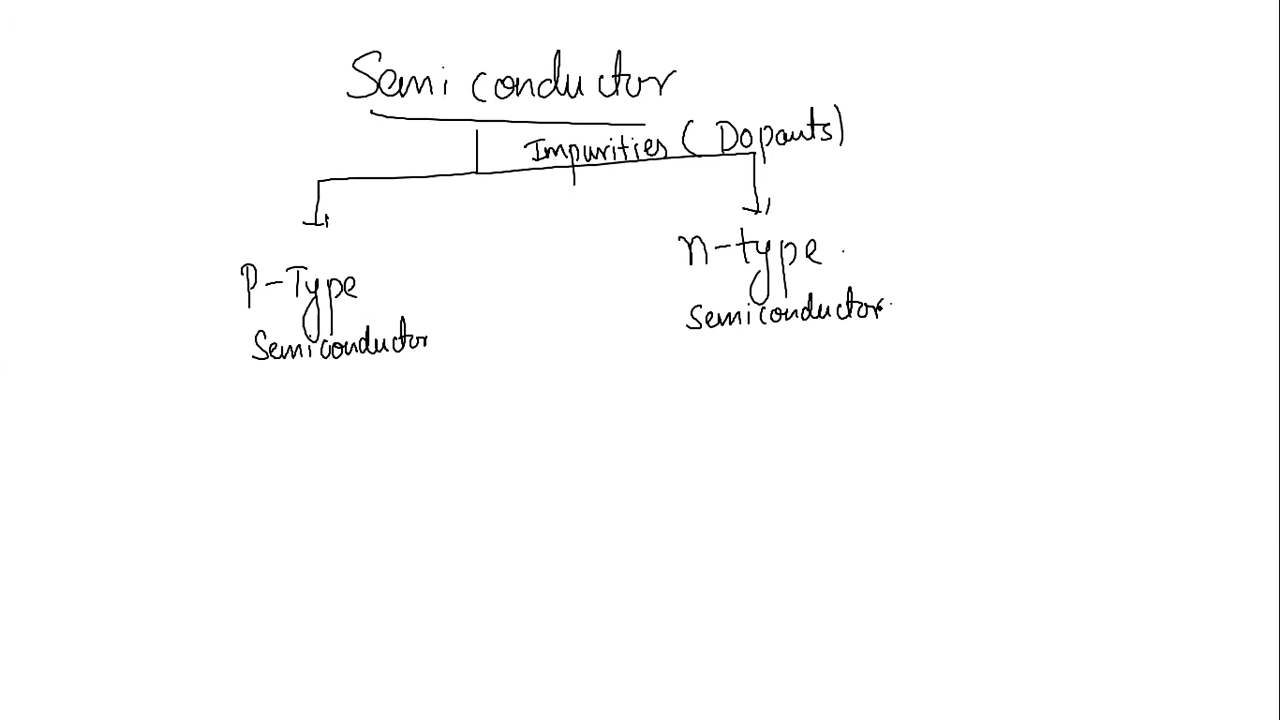 Semiconductor
Impurities (Dopants)
P-Type
Semiconductor
n-type
Semiconductor